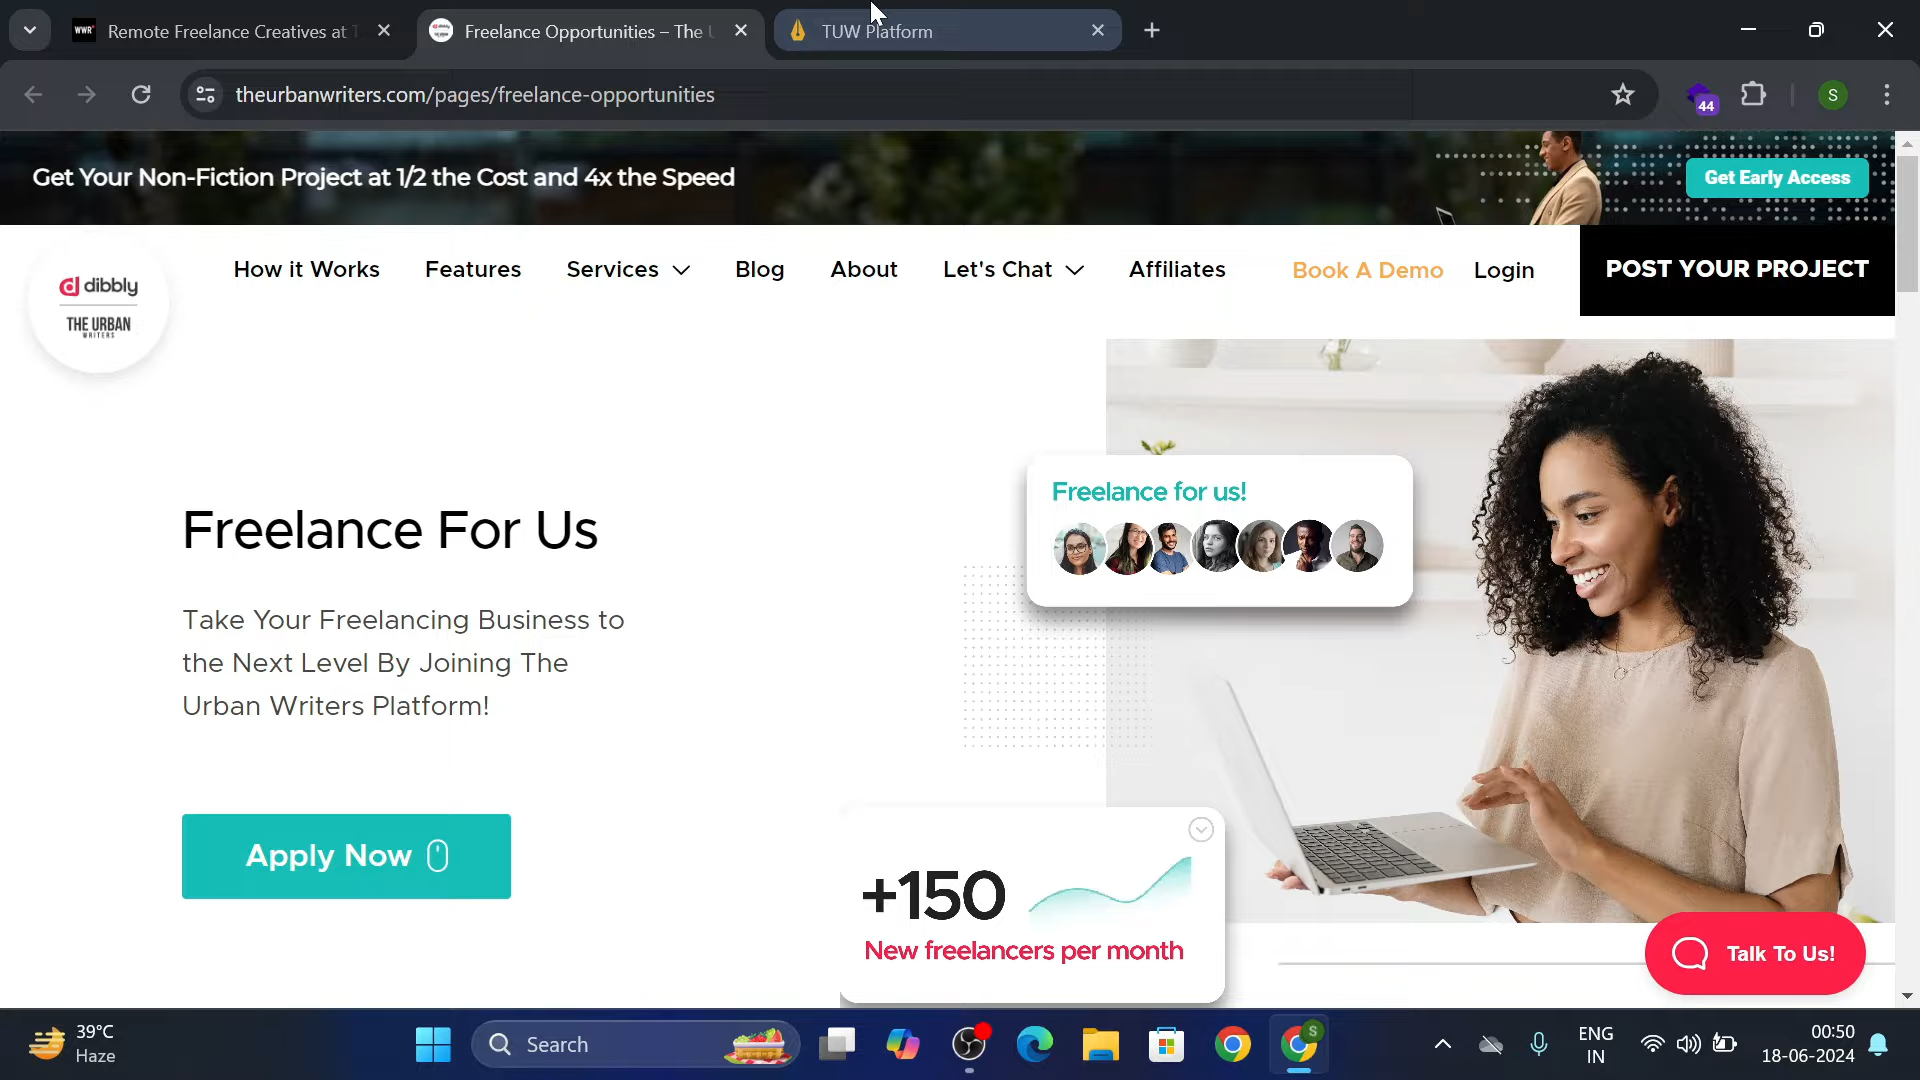 WWR Remote Freelance Creatives at T
Freelance Opportunities – The U
TUW Platform
theurbanwriters.com/pages/freelance-opportunities
44
S
Get Your Non-Fiction Project at 1/2 the Cost and 4x the Speed
Get Early Access
dibbly
THE URBAN
WRITERS
How it Works
Features
Services
Blog
About
Let's Chat
Affiliates
Book A Demo
Login
POST YOUR PROJECT
Freelance for us!
Freelance For Us
Take Your Freelancing Business to
the Next Level By Joining The
Urban Writers Platform!
Apply Now
+150
New freelancers per month
Talk To Us!
39°C
Haze
Search
S
ENG
IN
00:50
18-06-2024